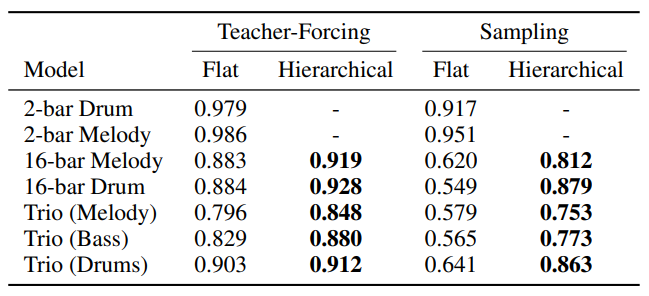 Teacher-Forcing Sampling
Model Flat Hierarchical Flat Hierarchical
2-bar Drum 0.979 - 0.917 -
2-bar Melody 0.986 - 0.951 -
16-bar Melody 0.883 0.919 0.620 0.812
16-bar Drum 0.884 0.928 0.549 0.879
Trio (Melody) 0.796 0.848 0.579 0.753
Trio (Bass) 0.829 0.880 0.565 0.773
Trio (Drums) 0.903 0.912 0.641 0.863